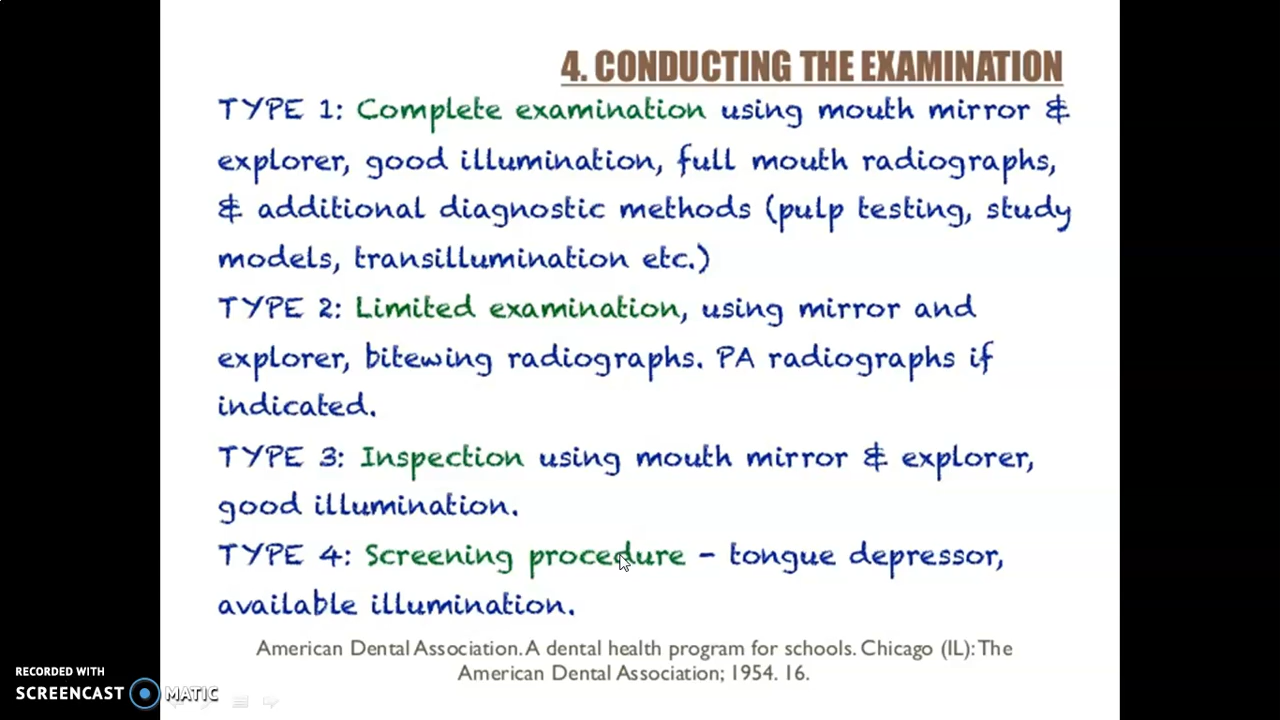 4. CONDUCTING THE EXAMINATION
TYPE 1: Complete examination using mouth mirror &
explorer, good illumination, full mouth radiographs,
& additional diagnostic methods (pulp testing, study
models, transillumination etc.)
TYPE 2: Limited examination, using mirror and
explorer, bitewing radiographs. PA radiographs if
indicated.
TYPE 3: Inspection using mouth mirror & explorer,
good illumination.
TYPE 4: Screening procedure – tongue depressor,
available illumination.
American Dental Association. A dental health program for schools. Chicago (IL): The
American Dental Association; 1954. 16.
RECORDED WITH
SCREENCAST MATIC